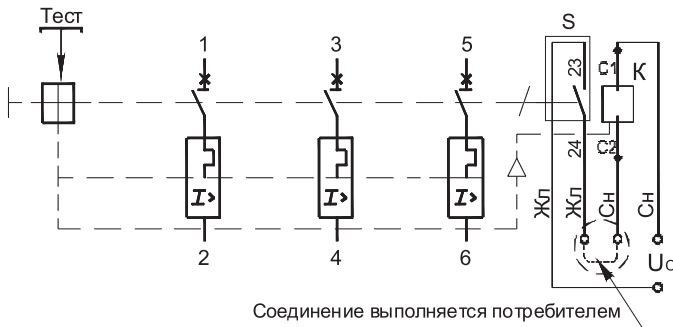 Тест
1
3
5
S
23
C1
K
I>
I>
I>
24
C2
Жл
Жл
Сн
Сн
2
4
6
Uc
Соединение выполняется потребителем